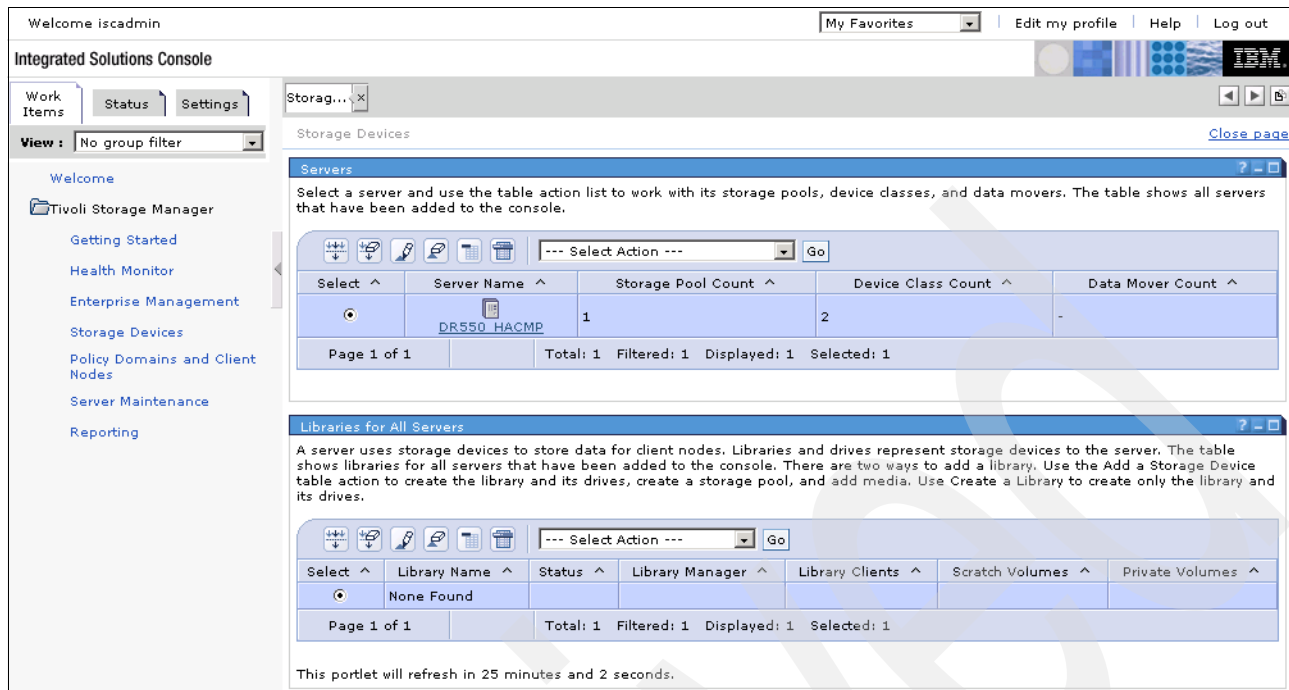 Welcome iscadmin
My Favorites
Edit my profile
Help
Log out
Integrated Solutions Console
IBM.
Work Items
Status
Settings
Storag...
Close page
View : No group filter
Storage Devices
Welcome
Tivoli Storage Manager
Getting Started
Health Monitor
Enterprise Management
Storage Devices
Policy Domains and Client
Nodes
Server Maintenance
Reporting
Servers
Select a server and use the table action list to work with its storage pools, device classes, and data movers. The table shows all servers
that have been added to the console.
--- Select Action --- Go
Select ^ Server Name ^ Storage Pool Count ^ Device Class Count ^ Data Mover Count ^
DR550_HACMP 1 2 -
Page 1 of 1 Total: 1 Filtered: 1 Displayed: 1 Selected: 1
Libraries for All Servers
A server uses storage devices to store data for client nodes. Libraries and drives represent storage devices to the server. The table
shows libraries for all servers that have been added to the console. There are two ways to add a library. Use the Add a Storage Device
table action to create the library and its drives, create a storage pool, and add media. Use Create a Library to create only the library and
its drives.
--- Select Action --- Go
Select ^ Library Name ^ Status ^ Library Manager ^ Library Clients ^ Scratch Volumes ^ Private Volumes ^
None Found
Page 1 of 1 Total: 1 Filtered: 1 Displayed: 1 Selected: 1
This portlet will refresh in 25 minutes and 2 seconds.